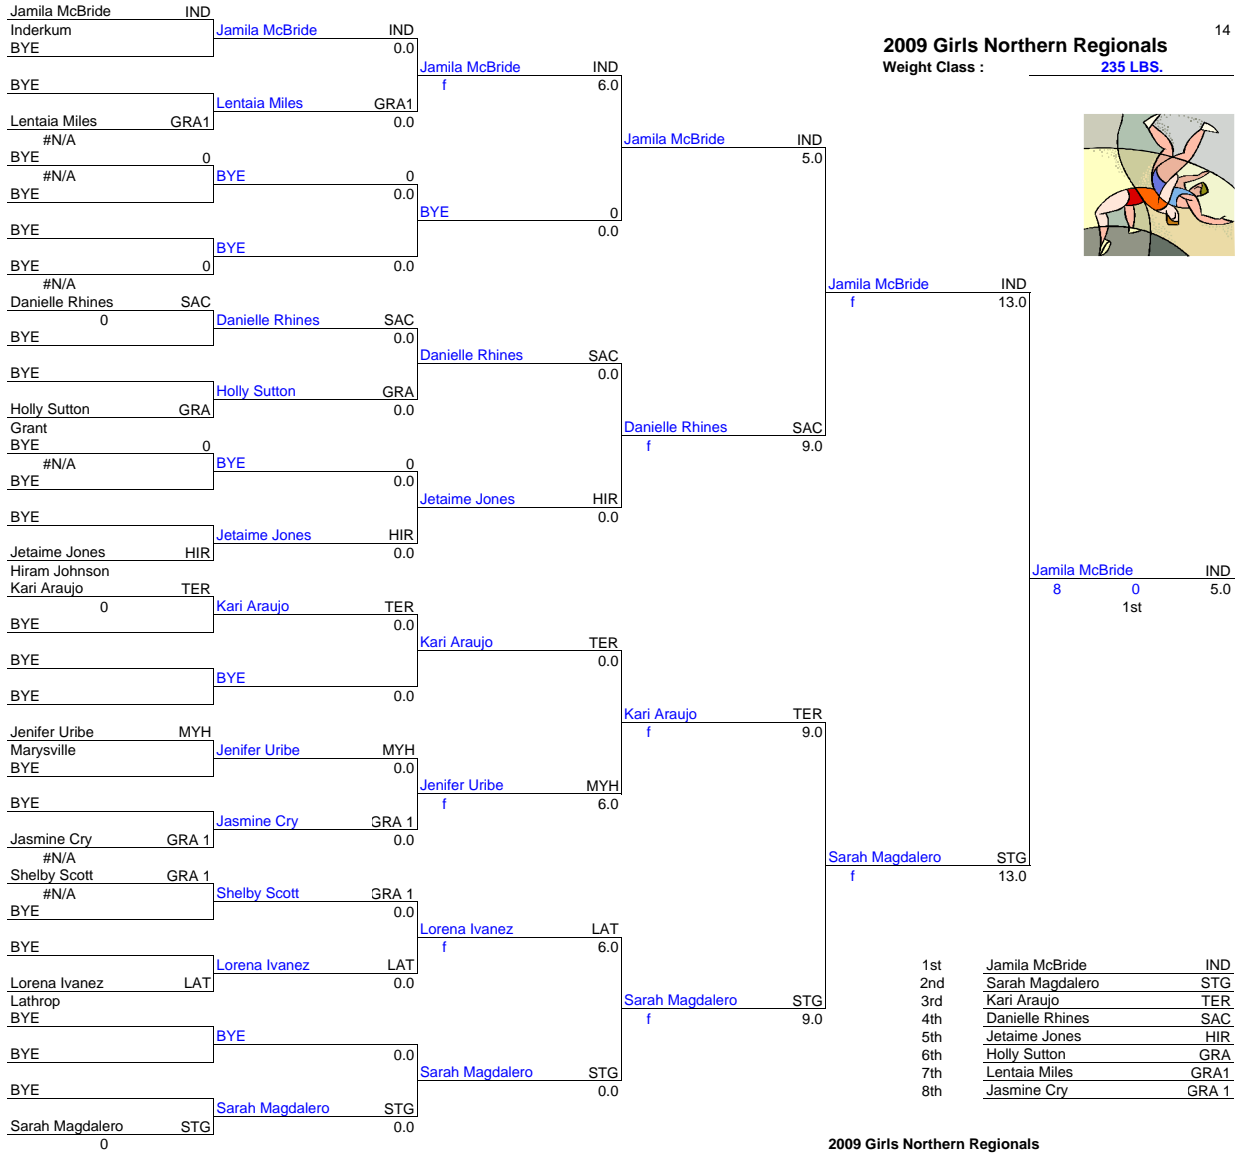 Jamila McBride IND
Inderkum Jamila McBride IND 14
BYE 0.0 2009 Girls Northern Regionals
Jamila McBride IND Weight Class : 235 LBS.
BYE f 6.0
Lentaia Miles GRA1
Lentaia Miles GRA1 0.0
#N/A Jamila McBride IND
BYE 0 5.0
#N/A BYE 0
BYE 0.0
BYE 0
BYE 0.0
BYE
BYE 0 0.0
#N/A Jamila McBride IND
Danielle Rhines SAC f 13.0
0 Danielle Rhines SAC
BYE 0.0
Danielle Rhines SAC
BYE 0.0
Holly Sutton GRA
Holly Sutton GRA 0.0
Grant Danielle Rhines SAC
BYE 0 f 9.0
#N/A BYE 0
BYE 0.0
Jetaime Jones HIR
BYE 0.0
Jetaime Jones HIR
Jetaime Jones HIR 0.0
Hiram Johnson Jamila McBride IND
Kari Araujo TER 8 0 5.0
0 Kari Araujo TER 1st
BYE 0.0
Kari Araujo TER
BYE 0.0
BYE
BYE 0.0
Kari Araujo TER
Jenifer Uribe MYH f 9.0
Marysville Jenifer Uribe MYH
BYE 0.0
Jenifer Uribe MYH
BYE f 6.0
Jasmine Cry GRA 1
Jasmine Cry GRA 1 0.0
#N/A Sarah Magdalero STG
Shelby Scott GRA 1 f 13.0
#N/A Shelby Scott GRA 1
BYE 0.0
Lorena Ivanez LAT
BYE f 6.0
Lorena Ivanez LAT 1st Jamila McBride IND
Lorena Ivanez LAT 0.0 2nd Sarah Magdalero STG
Lathrop Sarah Magdalero STG 3rd Kari Araujo TER
BYE f 9.0 4th Danielle Rhines SAC
BYE 5th Jetaime Jones HIR
BYE 0.0 6th Holly Sutton GRA
Sarah Magdalero STG 7th Lentaia Miles GRA1
BYE 0.0 8th Jasmine Cry GRA 1
Sarah Magdalero STG
Sarah Magdalero STG 0.0
0 2009 Girls Northern Regionals